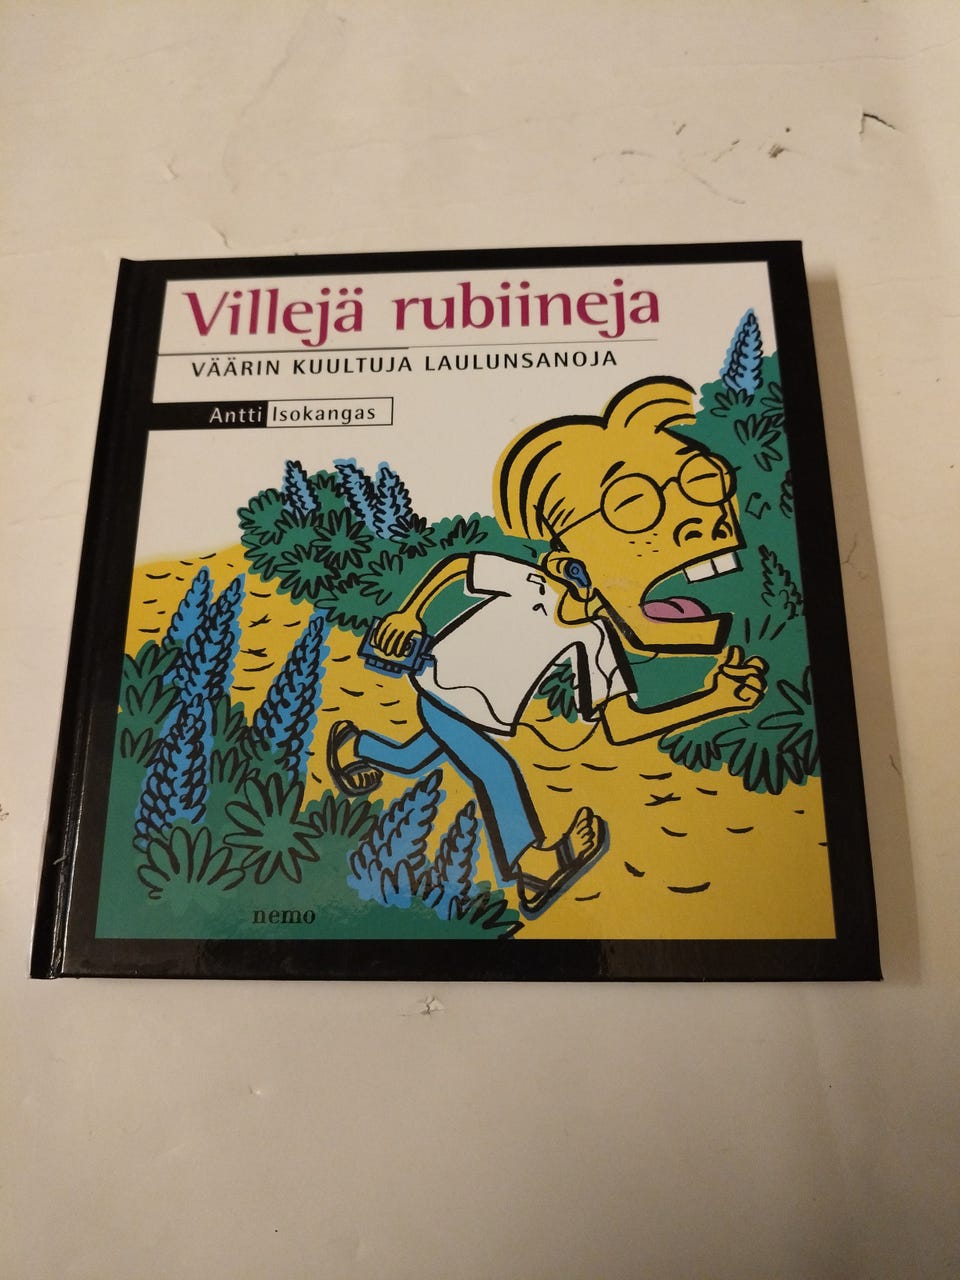 Villejä rubiineja
VÄÄRIN KUULTUJA LAULUNSANOJA
Antti Isokangas
nemo